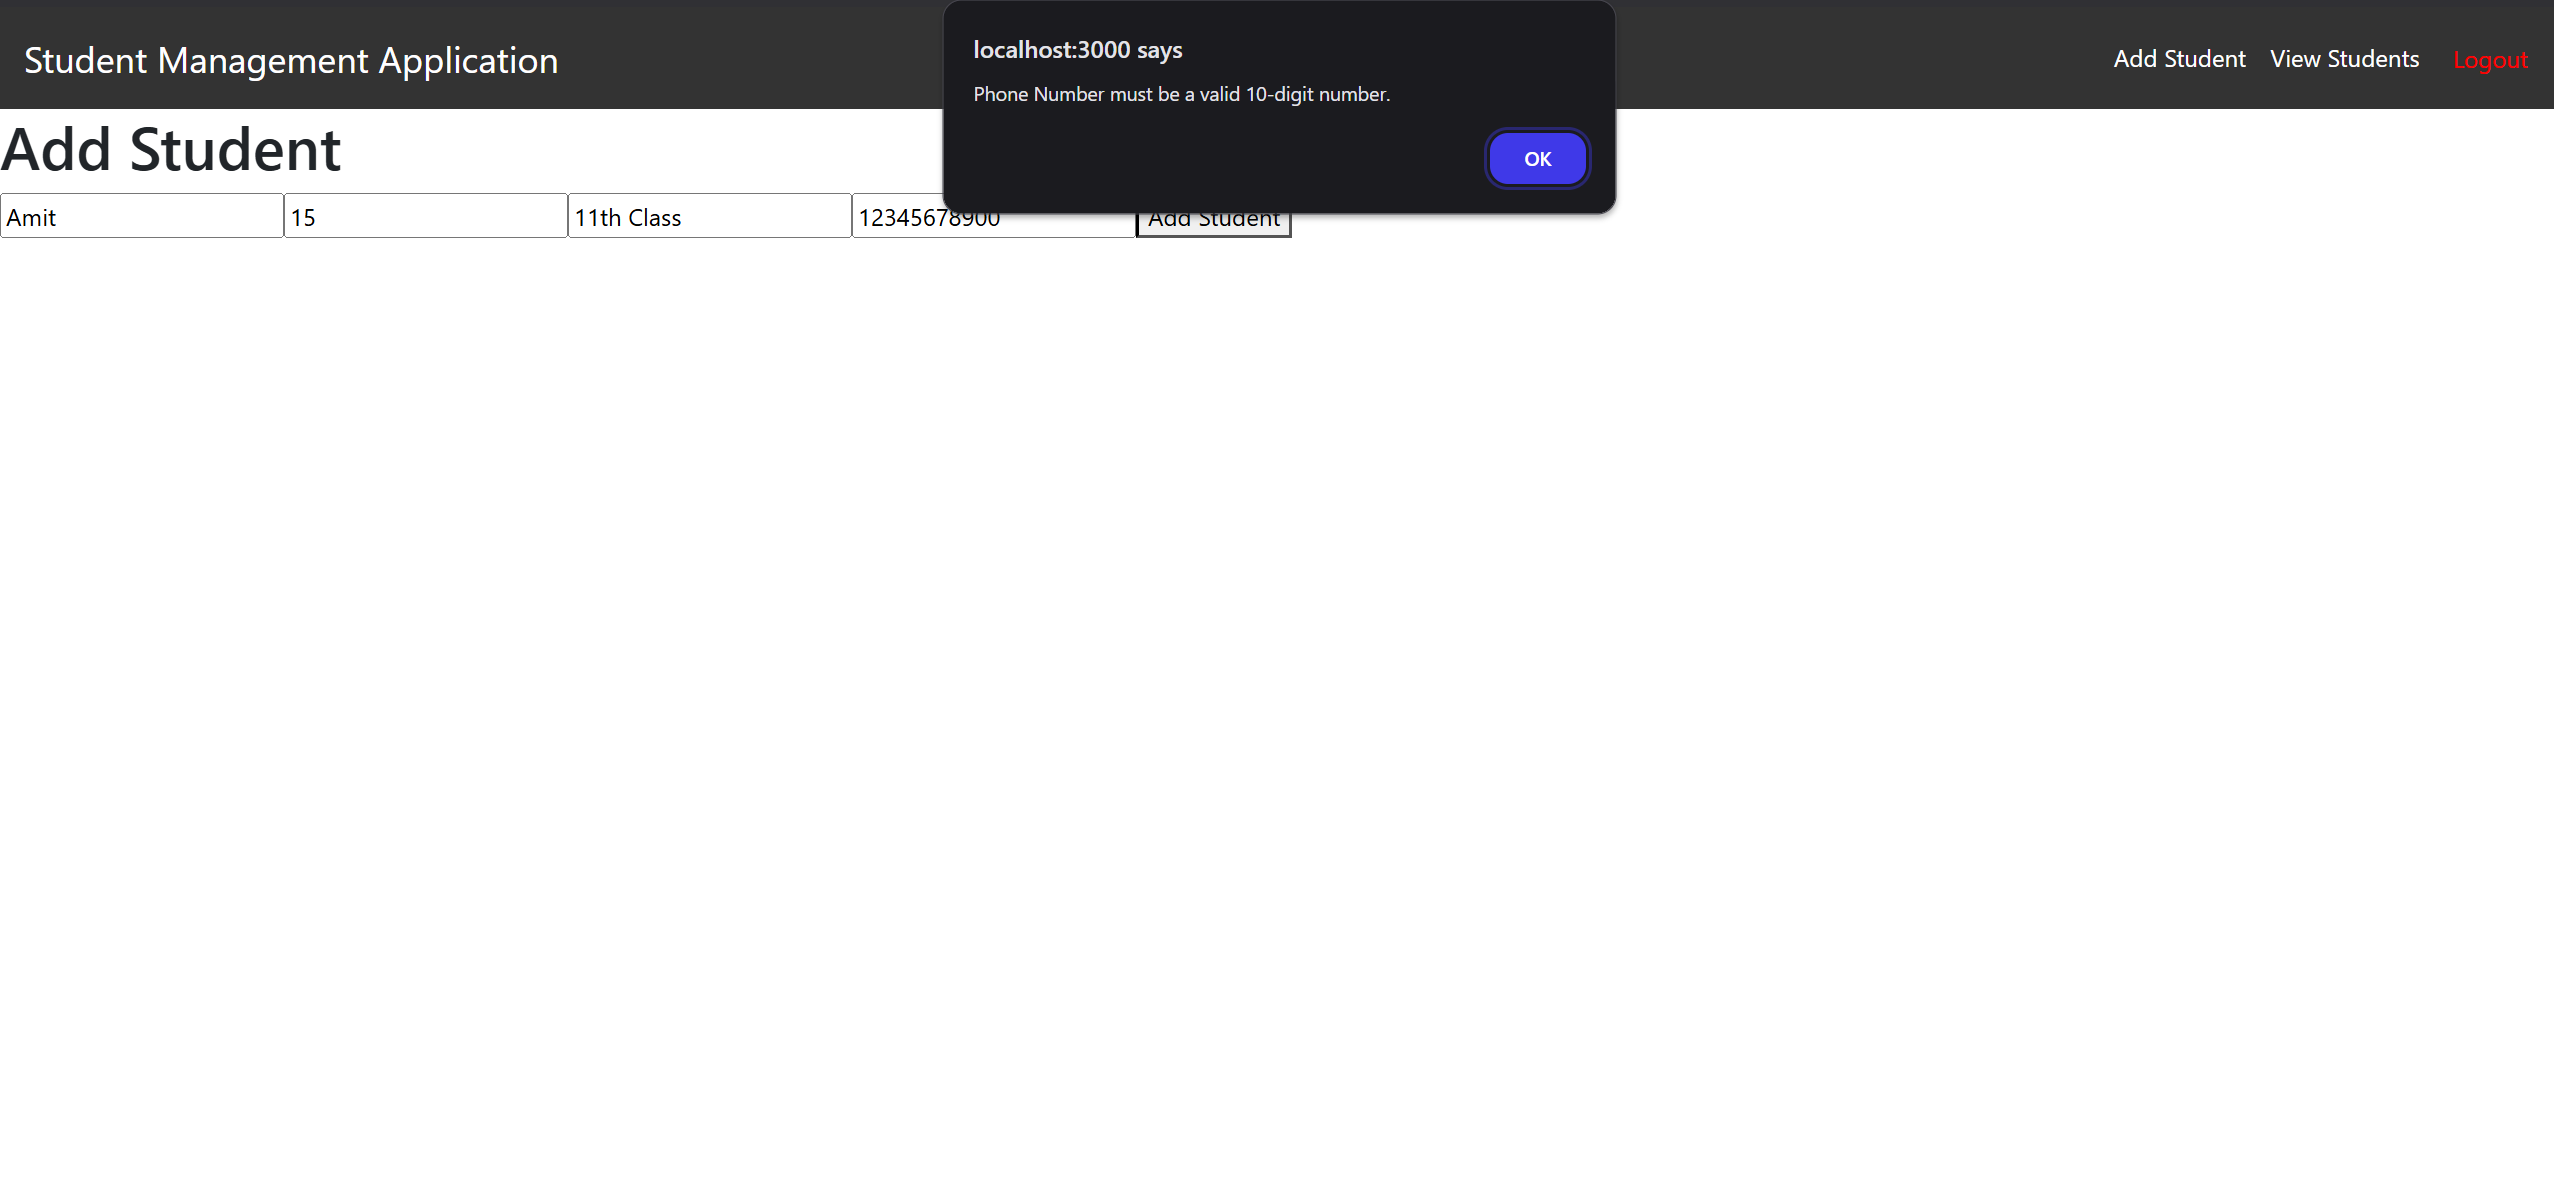 Student Management Application
Add Student View Students Logout
localhost:3000 says
Phone Number must be a valid 10-digit number.
OK
Add Student
Amit 15 11th Class 12345678900 Add Student